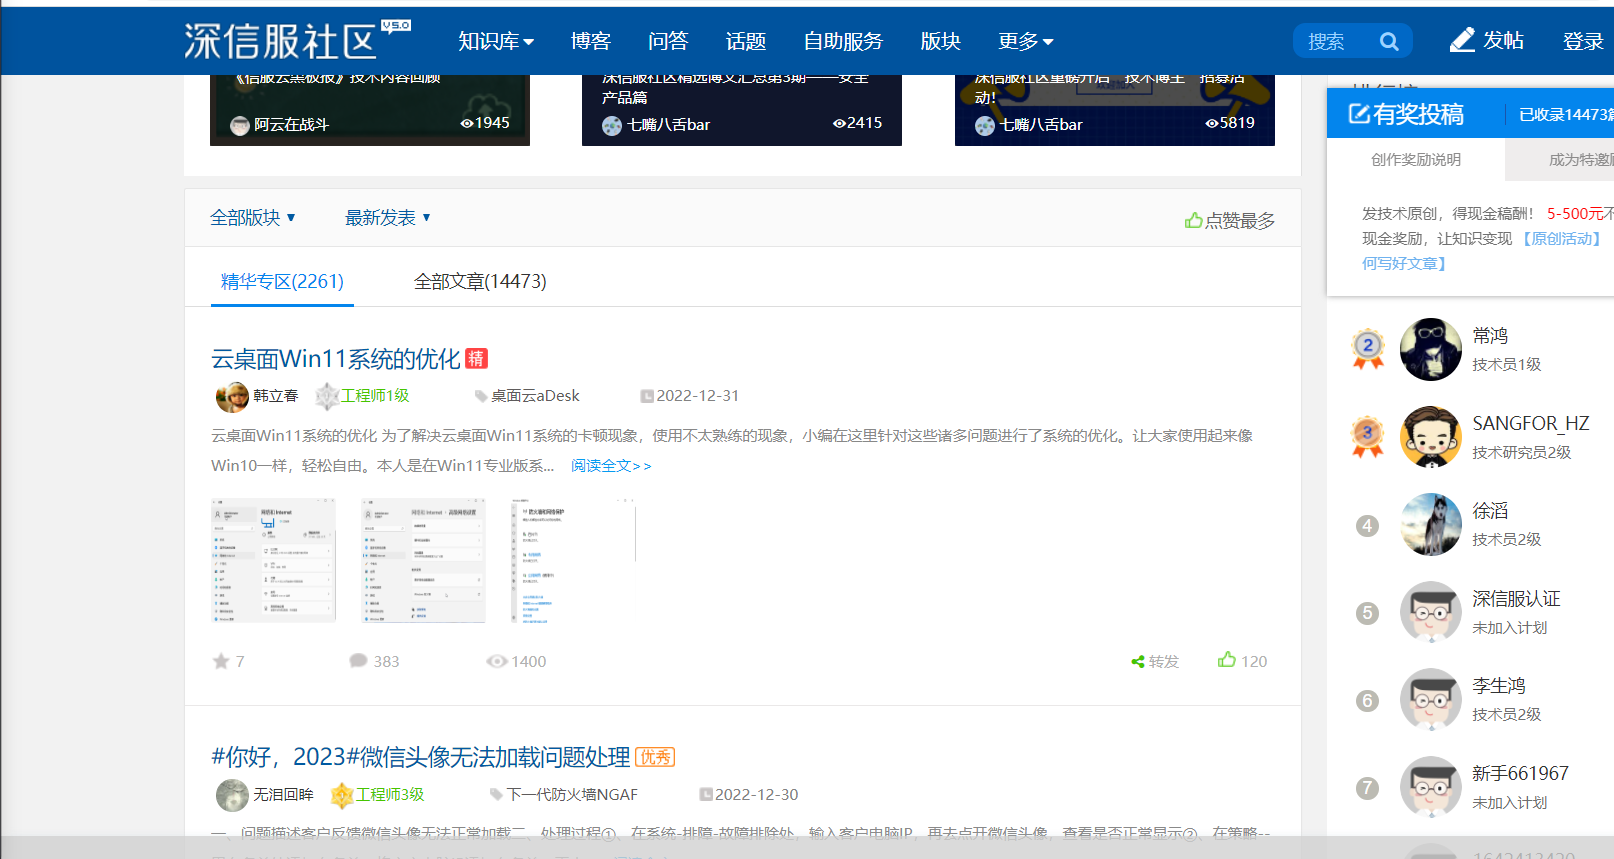 深信服社区 V5.0
知识库 博客 问答 话题 自助服务 版块 更多 搜索 发帖 登录
《信服云黑板报》技术内容回顾
阿云在战斗 1945
深信服社区精选博文汇总第3期——安全
产品篇
七嘴八舌bar 2415
深信服社区重磅开启“技术博主”招募活
动!
七嘴八舌bar 5819
全部版块 最新发表 点赞最多
精华专区(2261) 全部文章(14473)
云桌面Win11系统的优化 精
韩立春 工程师1级 桌面云aDesk 2022-12-31
云桌面Win11系统的优化 为了解决云桌面Win11系统的卡顿现象，使用不太熟练的现象，小编在这里针对这些诸多问题进行了系统的优化。让大家使用起来像
Win10一样，轻松自由。本人是在Win11专业版系... 阅读全文>>
7 383 1400 转发 120
#你好，2023#微信头像无法加载问题处理 优秀
无泪回眸 工程师3级 下一代防火墙NGAF 2022-12-30
一、问题描述客户反馈微信头像无法正常加载二、处理过程①、在系统-排障-故障排除处，输入客户电脑IP，再去点开微信头像，查看是否正常显示②、在策略--
有奖投稿 已收录14473篇
创作奖励说明 成为特邀
发技术原创，得现金稿酬！ 5-500元不
现金奖励，让知识变现 【原创活动】
何写好文章】
2 常鸿
技术员1级
3 SANGFOR_HZ
技术研究员2级
4 徐滔
技术员2级
5 深信服认证
未加入计划
6 李生鸿
技术员2级
7 新手661967
未加入计划